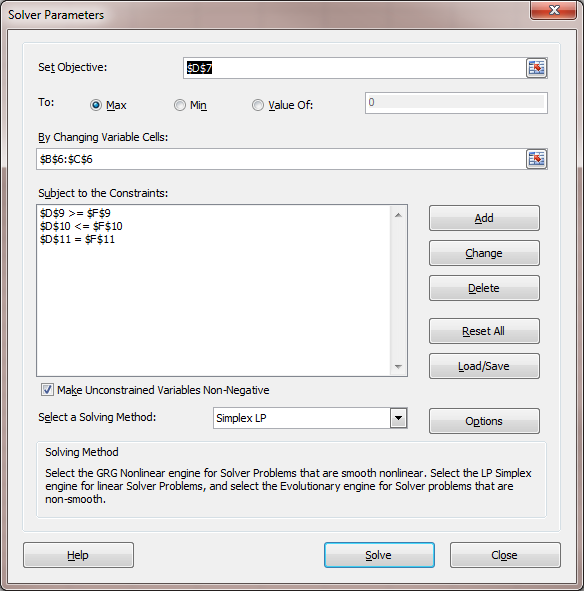 Solver Parameters
Set Objective:
$D$7
To:
Max
Min
Value Of:
0
By Changing Variable Cells:
$B$6:$C$6
Subject to the Constraints:
$D$9 >= $F$9
$D$10 <= $F$10
$D$11 = $F$11
Add
Change
Delete
Reset All
Load/Save
Make Unconstrained Variables Non-Negative
Select a Solving Method:
Simplex LP
Options
Solving Method
Select the GRG Nonlinear engine for Solver Problems that are smooth nonlinear. Select the LP Simplex
engine for linear Solver Problems, and select the Evolutionary engine for Solver problems that are
non-smooth.
Help
Solve
Close